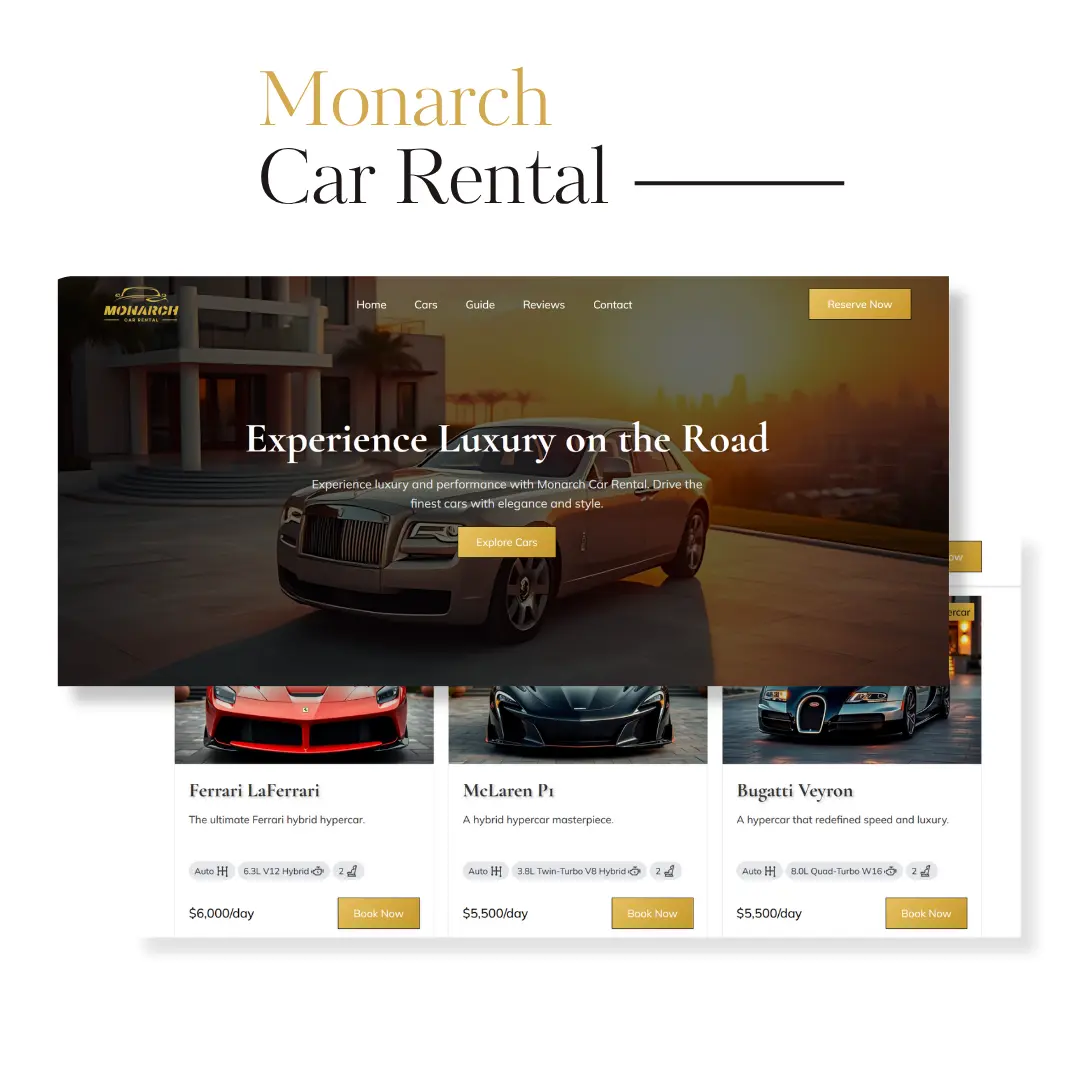 Monarch
Car Rental
MONARCH
CAR RENTAL
Home Cars Guide Reviews Contact
Reserve Now
Experience Luxury on the Road
Experience luxury and performance with Monarch Car Rental. Drive the
finest cars with elegance and style.
Explore Cars
Ferrari LaFerrari
The ultimate Ferrari hybrid hypercar.
Auto 6.3L V12 Hybrid 2
$6,000/day
Book Now
McLaren P1
A hybrid hypercar masterpiece.
Auto 3.8L Twin-Turbo V8 Hybrid 2
$5,500/day
Book Now
Bugatti Veyron
A hypercar that redefined speed and luxury.
Auto 8.0L Quad-Turbo W16 2
$5,500/day
Book Now